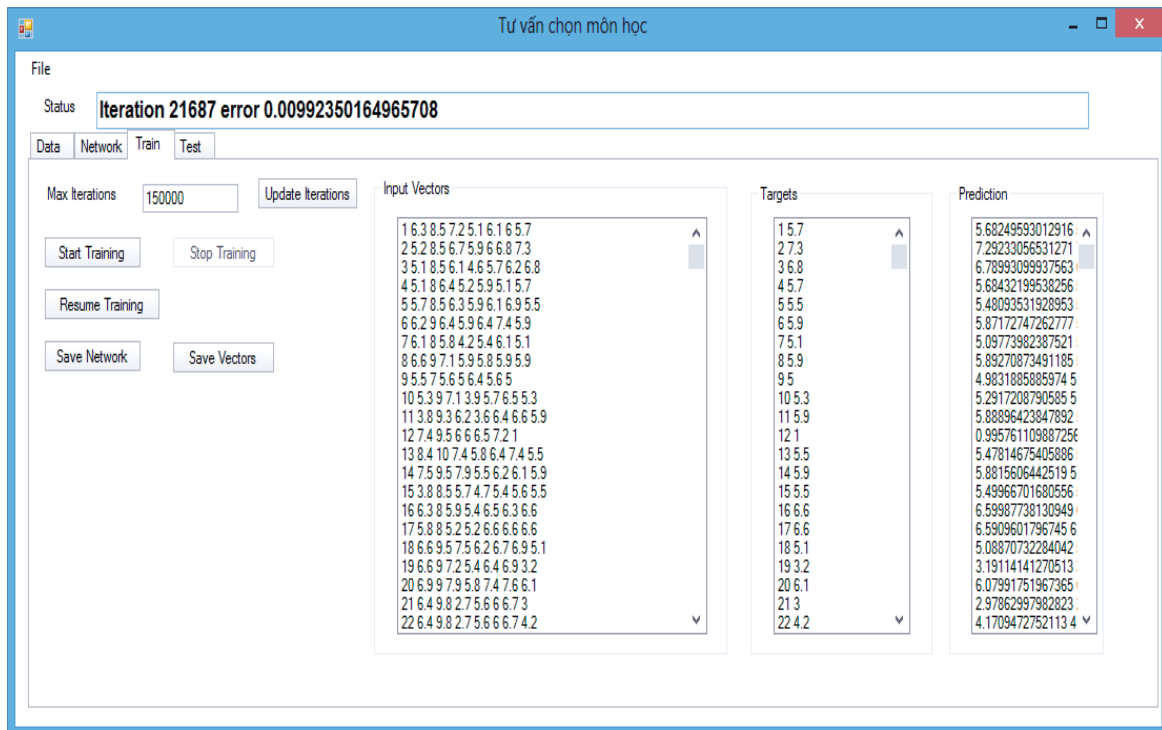 Tư vấn chọn môn học
File
Status
Iteration 21687 error 0.00992350164965708
Data Network Train Test
Max Iterations
150000
Update Iterations
Start Training
Stop Training
Resume Training
Save Network
Save Vectors
Input Vectors
1 6.3 8.5 7.2 5.1 6.1 6 5.7
2 5.2 8.5 6.7 5.9 6 6.8 7.3
3 5.1 8.5 6.1 4.6 5.7 6.2 6.8
4 5.1 8 6.4 5.2 5.9 5.1 5.7
5 5.7 8.5 6.3 5.9 6.1 6.9 5.5
6 6.2 9 6.4 5.9 6.4 7.4 5.9
7 6.1 8 5.8 4.2 5.4 6.1 5.1
8 6.6 9 7.1 5.9 5.8 5.9 5.9
9 5.5 7 5.6 5 6.4 5.6 5
10 5.3 9 7.1 3.9 5.7 6.5 5.3
11 3.8 9.3 6.2 3.6 6.4 6.6 5.9
12 7.4 9.5 6 6 6.5 7.2 1
13 8.4 10 7.4 5.8 6.4 7.4 5.5
14 7.5 9.5 7.9 5.5 6.2 6.1 5.9
15 3.8 8.5 5.7 4.7 5.4 5.6 5.5
16 6.3 8 5.9 5.4 6.5 6.3 6.6
17 5.8 8 5.2 5.2 6.6 6.6 6.6
18 6.6 9.5 7.5 6.2 6.7 6.9 5.1
19 6.6 9 7.2 5.4 6.4 6.9 3.2
20 6.9 9 7.9 5.8 7.4 7.6 6.1
21 6.4 9.8 2.7 5.6 6 6.7 3
22 6.4 9.8 2.7 5.6 6 6.7 4.2
Targets
1 5.7
2 7.3
3 6.8
4 5.7
5 5.5
6 5.9
7 5.1
8 5.9
9 5
10 5.3
11 5.9
12 1
13 5.5
14 5.9
15 5.5
16 6.6
17 6.6
18 5.1
19 3.2
20 6.1
21 3
22 4.2
Prediction
5.68249593012916
7.29233056531271
6.78993099937563
5.68432199538256
5.48093531928953
5.87172747262777
5.09773982387521
5.89270873491185
4.9831885885974 5
5.2917208790585 5
5.88896423847892
0.995761109887256
5.47814675405886
5.8815606442519 5
5.49966701680556
6.59987738130949
6.5909601796745 6
5.08870732284042
3.19114141270513
6.07991751967365
2.97862997982823
4.1709472752113 4